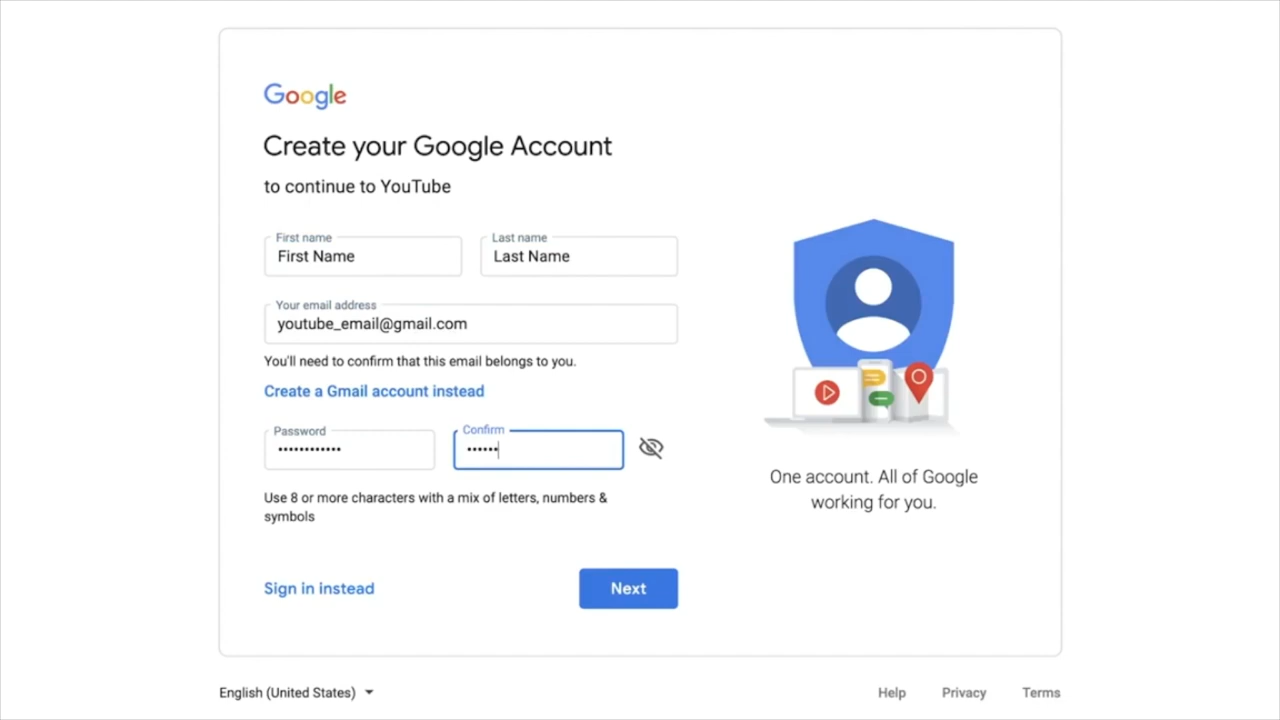 Google
Create your Google Account
to continue to YouTube
First name
First Name
Last name
Last Name
Your email address
youtube_email@gmail.com
You'll need to confirm that this email belongs to you.
Create a Gmail account instead
Password
••••••••••••
Confirm
••••••
Use 8 or more characters with a mix of letters, numbers &
symbols
Sign in instead
Next
One account. All of Google
working for you.
English (United States)
Help
Privacy
Terms